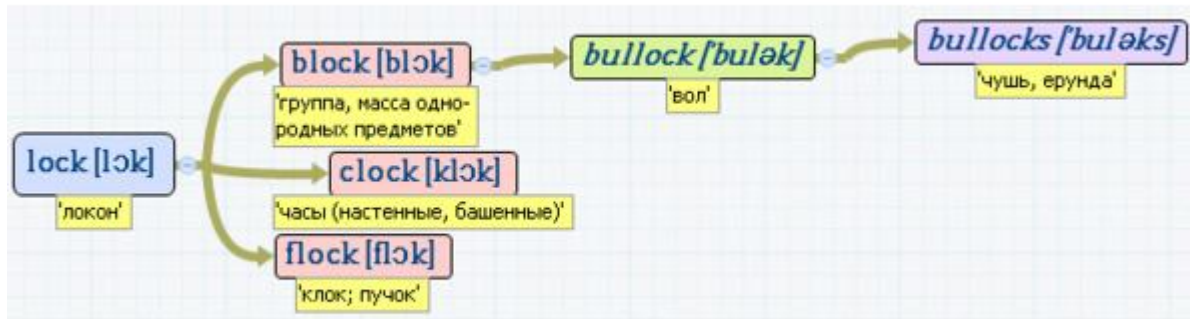 block [blɔk]
'группа, масса одно-
родных предметов'
bullock ['bulək]
'вол'
bullocks ['buləks]
'чушь, ерунда'
lock [lɔk]
'локон'
clock [klɔk]
'часы (настенные, башенные)'
flock [flɔk]
'клок; пучок'